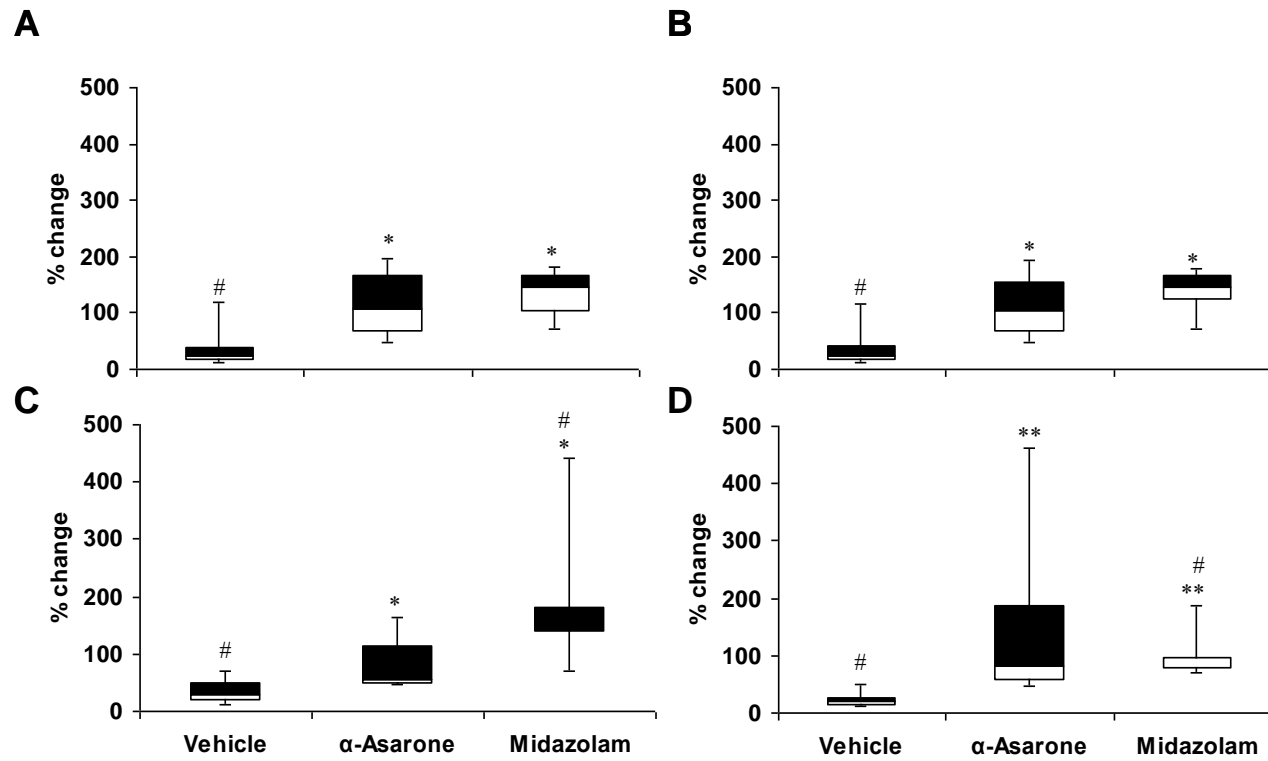 A
% change
500
400
300
200
100
0
#
*
*
B
% change
500
400
300
200
100
0
#
*
*
C
% change
500
400
300
200
100
0
#
*
#
*
Vehicle
α-Asarone
Midazolam
D
% change
500
400
300
200
100
0
#
**
#
**
Vehicle
α-Asarone
Midazolam